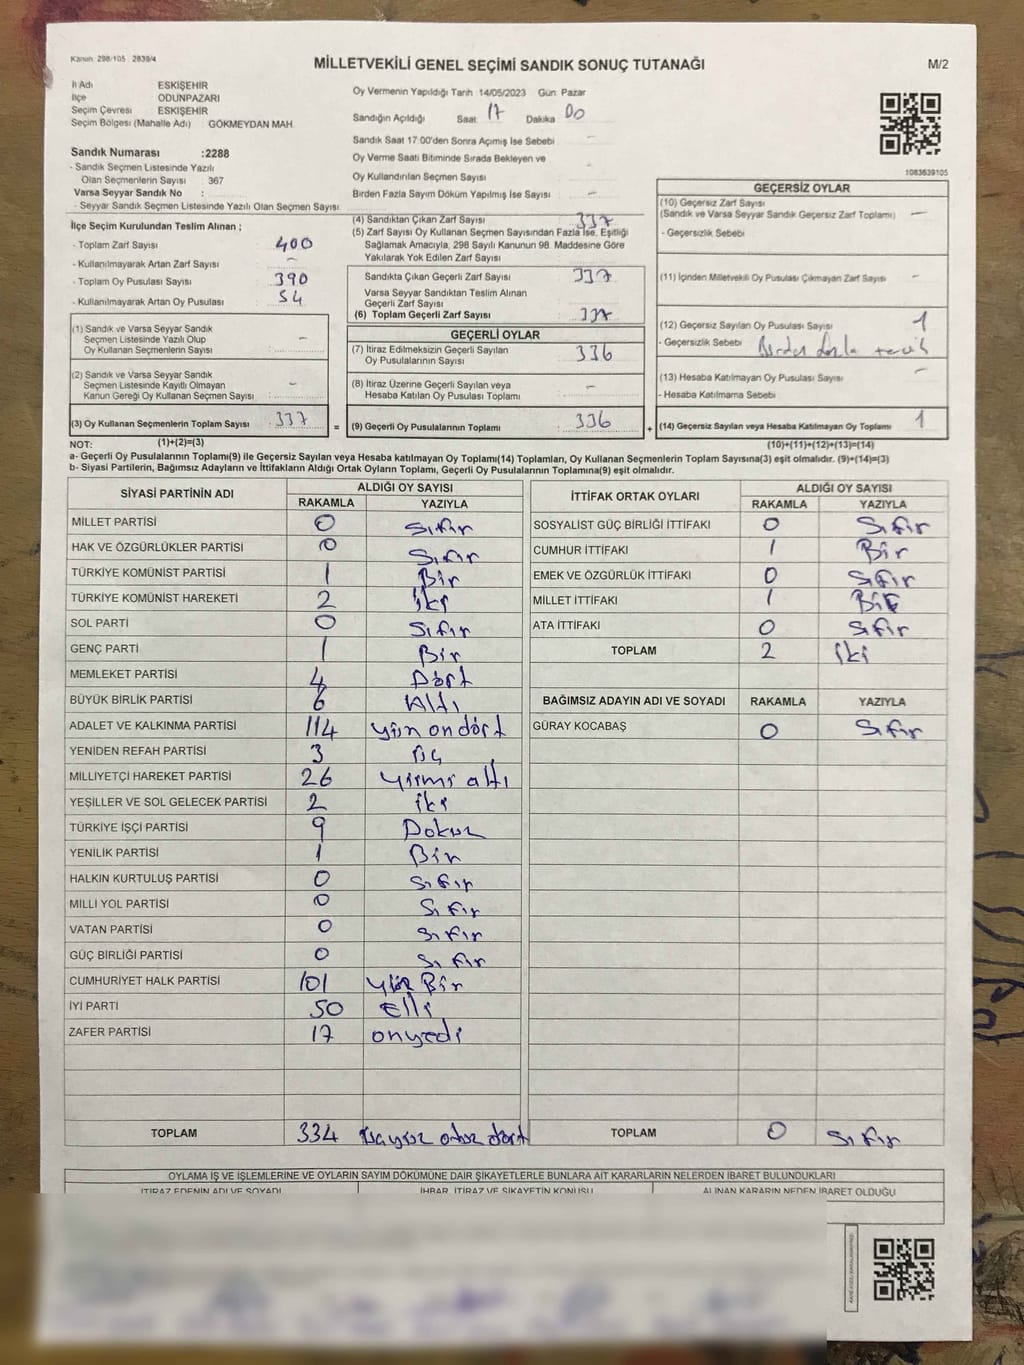 Kanun: 298/105 2839/4
MİLLETVEKİLİ GENEL SEÇİMİ SANDIK SONUÇ TUTANAĞI
M/2
İl Adı ESKİŞEHİR
İlçe ODUNPAZARI
Seçim Çevresi ESKİŞEHİR
Seçim Bölgesi (Mahalle Adı) : GÖKMEYDAN MAH.
Oy Vermenin Yapıldığı Tarih 14/05/2023 Gün: Pazar
Sandığın Açıldığı Saat 17 Dakika 00
Sandık Saat 17:00'den Sonra Açımış İse Sebebi -
Oy Verme Saati Bitiminde Sırada Bekleyen ve
Oy Kullandırılan Seçmen Sayısı -
Birden Fazla Sayım Döküm Yapılmış İse Sayısı -
1083639105
Sandık Numarası :2288
- Sandık Seçmen Listesinde Yazılı
Olan Seçmenlerin Sayısı : 367
Varsa Seyyar Sandık No :
- Seyyar Sandık Seçmen Listesinde Yazılı Olan Seçmen Sayısı:
İlçe Seçim Kurulundan Teslim Alınan ;
- Toplam Zarf Sayısı : 400
- Kullanılmayarak Artan Zarf Sayısı : -
- Toplam Oy Pusulası Sayısı : 390
- Kullanılmayarak Artan Oy Pusulası : 54
(1) Sandık ve Varsa Seyyar Sandık
Seçmen Listesinde Yazılı Olup
Oy Kullanan Seçmenlerin Sayısı : -
(2) Sandık ve Varsa Seyyar Sandık
Seçmen Listesinde Kayıtlı Olmayan
Kanun Gereği Oy Kullanan Seçmen Sayısı : -
(3) Oy Kullanan Seçmenlerin Toplam Sayısı : 337
(4) Sandıktan Çıkan Zarf Sayısı : 337
(5) Zarf Sayısı Oy Kullanan Seçmen Sayısından Fazla İse, Eşitliği
Sağlamak Amacıyla, 298 Sayılı Kanunun 98. Maddesine Göre
Yakılarak Yok Edilen Zarf Sayısı :
Sandıkta Çıkan Geçerli Zarf Sayısı : 337
Varsa Seyyar Sandıktan Teslim Alınan
Geçerli Zarf Sayısı :
(6) Toplam Geçerli Zarf Sayısı : 337
GEÇERLİ OYLAR
(7) İtiraz Edilmeksizin Geçerli Sayılan
Oy Pusulalarının Sayısı : 336
(8) İtiraz Üzerine Geçerli Sayılan veya
Hesaba Katılan Oy Pusulası Toplamı : -
= (9) Geçerli Oy Pusulalarının Toplamı : 336
GEÇERSİZ OYLAR
(10) Geçersiz Zarf Sayısı
(Sandık ve Varsa Seyyar Sandık Geçersiz Zarf Toplamı) : -
- Geçersizlik Sebebi :
(11) İçinden Milletvekili Oy Pusulası Çıkmayan Zarf Sayısı : -
(12) Geçersiz Sayılan Oy Pusulası Sayısı : 1
- Geçersizlik Sebebi : Birden fazla tercih
(13) Hesaba Katılmayan Oy Pusulası Sayısı : -
- Hesaba Katılmama Sebebi :
+ (14) Geçersiz Sayılan veya Hesaba Katılmayan Oy Toplamı : 1
NOT: (1)+(2)=(3)
(10)+(11)+(12)+(13)=(14)
a- Geçerli Oy Pusulalarının Toplamı(9) ile Geçersiz Sayılan veya Hesaba katılmayan Oy Toplamı(14) Toplamları, Oy Kullanan Seçmenlerin Toplam Sayısına(3) eşit olmalıdır. (9)+(14)=(3)
b- Siyasi Partilerin, Bağımsız Adayların ve İttifakların Aldığı Ortak Oyların Toplamı, Geçerli Oy Pusulalarının Toplamına(9) eşit olmalıdır.
SİYASİ PARTİNİN ADI ALDIĞI OY SAYISI
RAKAMLA YAZIYLA
MİLLET PARTİSİ 0 Sıfır
HAK VE ÖZGÜRLÜKLER PARTİSİ 0 Sıfır
TÜRKİYE KOMÜNİST PARTİSİ 1 Bir
TÜRKİYE KOMÜNİST HAREKETİ 2 iki
SOL PARTİ 0 Sıfır
GENÇ PARTİ 1 Bir
MEMLEKET PARTİSİ 4 Dört
BÜYÜK BİRLİK PARTİSİ 6 Altı
ADALET VE KALKINMA PARTİSİ 114 yüz on dört
YENİDEN REFAH PARTİSİ 3 üç
MİLLİYETÇİ HAREKET PARTİSİ 26 yirmi altı
YEŞİLLER VE SOL GELECEK PARTİSİ 2 iki
TÜRKİYE İŞÇİ PARTİSİ 9 Dokuz
YENİLİK PARTİSİ 1 Bir
HALKIN KURTULUŞ PARTİSİ 0 Sıfır
MİLLİ YOL PARTİSİ 0 Sıfır
VATAN PARTİSİ 0 Sıfır
GÜÇ BİRLİĞİ PARTİSİ 0 Sıfır
CUMHURİYET HALK PARTİSİ 101 yüz Bir
İYİ PARTİ 50 Elli
ZAFER PARTİSİ 17 onyedi
TOPLAM 334 üçyüz otuz dört
İTTİFAK ORTAK OYLARI ALDIĞI OY SAYISI
RAKAMLA YAZIYLA
SOSYALİST GÜÇ BİRLİĞİ İTTİFAKI 0 Sıfır
CUMHUR İTTİFAKI 1 Bir
EMEK VE ÖZGÜRLÜK İTTİFAKI 0 Sıfır
MİLLET İTTİFAKI 1 Bir
ATA İTTİFAKI 0 Sıfır
TOPLAM 2 iki
BAĞIMSIZ ADAYIN ADI VE SOYADI RAKAMLA YAZIYLA
GÜRAY KOCABAŞ 0 Sıfır
TOPLAM 0 Sıfır
OYLAMA İŞ VE İŞLEMLERİNE VE OYLARIN SAYIM DÖKÜMÜNE DAİR ŞİKAYETLERLE BUNLARA AİT KARARLARIN NELERDEN İBARET BULUNDUKLARI
İTİRAZ EDENİN ADI VE SOYADI İHBAR, İTİRAZ VE ŞİKAYETİN KONUSU ALINAN KARARIN NEDEN İBARET OLDUĞU